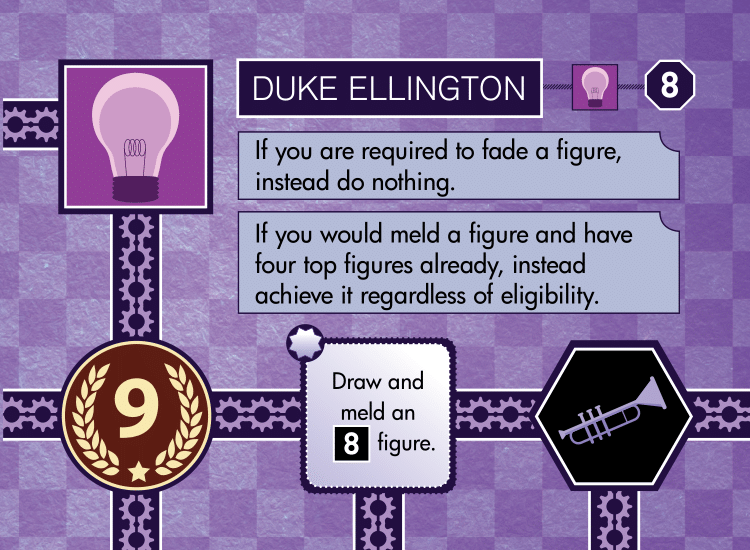 DUKE ELLINGTON
8
If you are required to fade a figure,
instead do nothing.
If you would meld a figure and have
four top figures already, instead
achieve it regardless of eligibility.
9
Draw and
meld an
8 figure.